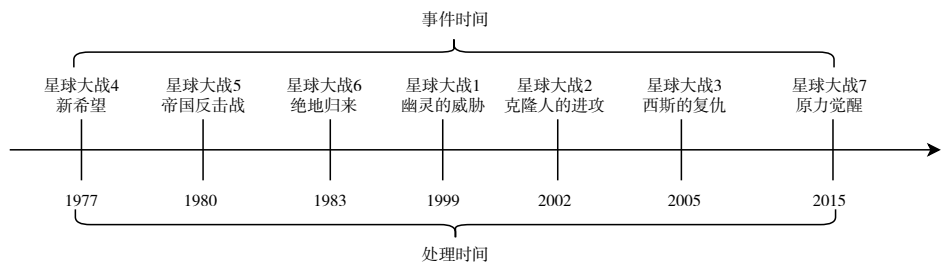 事件时间
星球大战4
新希望
星球大战5
帝国反击战
星球大战6
绝地归来
星球大战1
幽灵的威胁
星球大战2
克隆人的进攻
星球大战3
西斯的复仇
星球大战7
原力觉醒
1977
1980
1983
1999
2002
2005
2015
处理时间